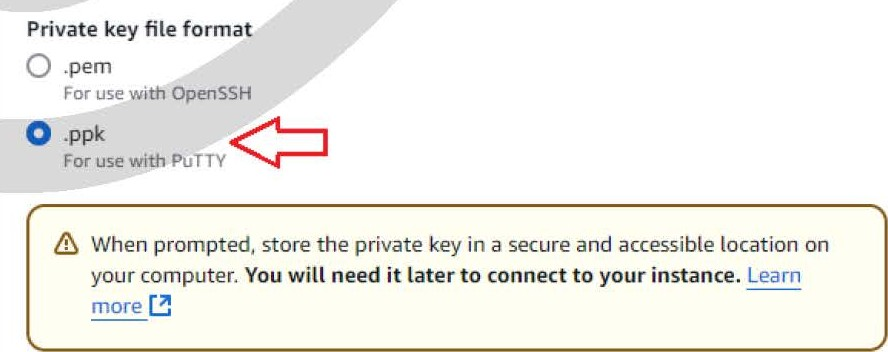 Private key file format
.pem
For use with OpenSSH
.ppk
For use with PuTTY
When prompted, store the private key in a secure and accessible location on
your computer. You will need it later to connect to your instance. Learn
more